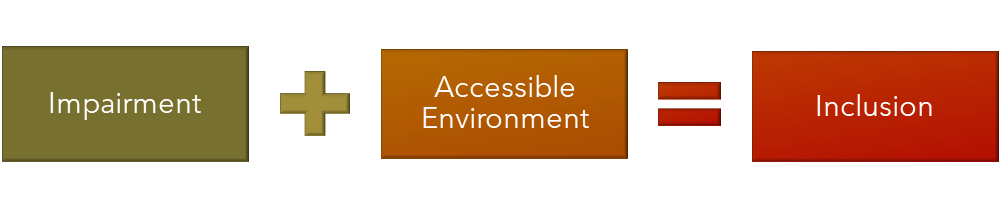 Impairment
Accessible
Environment
Inclusion